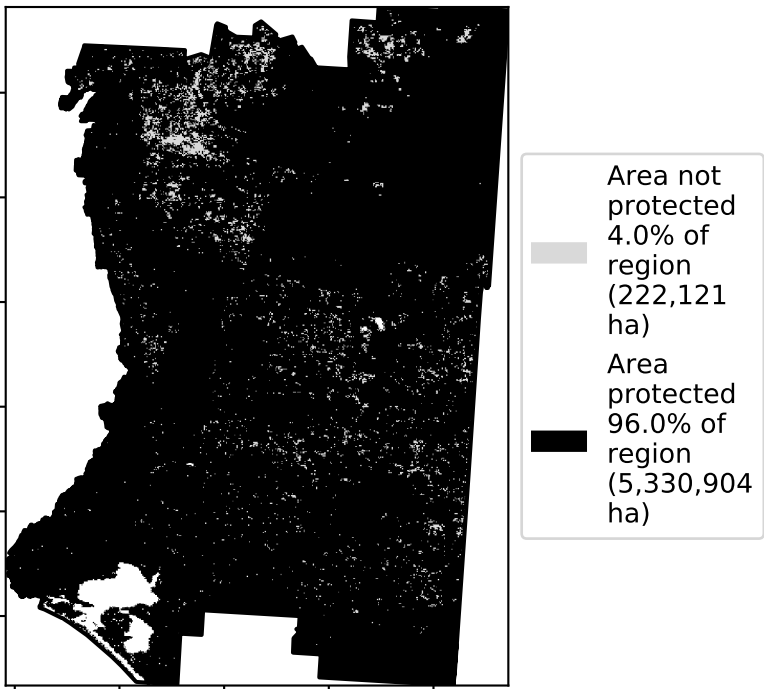 Area not
protected
4.0% of
region
(222,121
ha)
Area
protected
96.0% of
region
(5,330,904
ha)